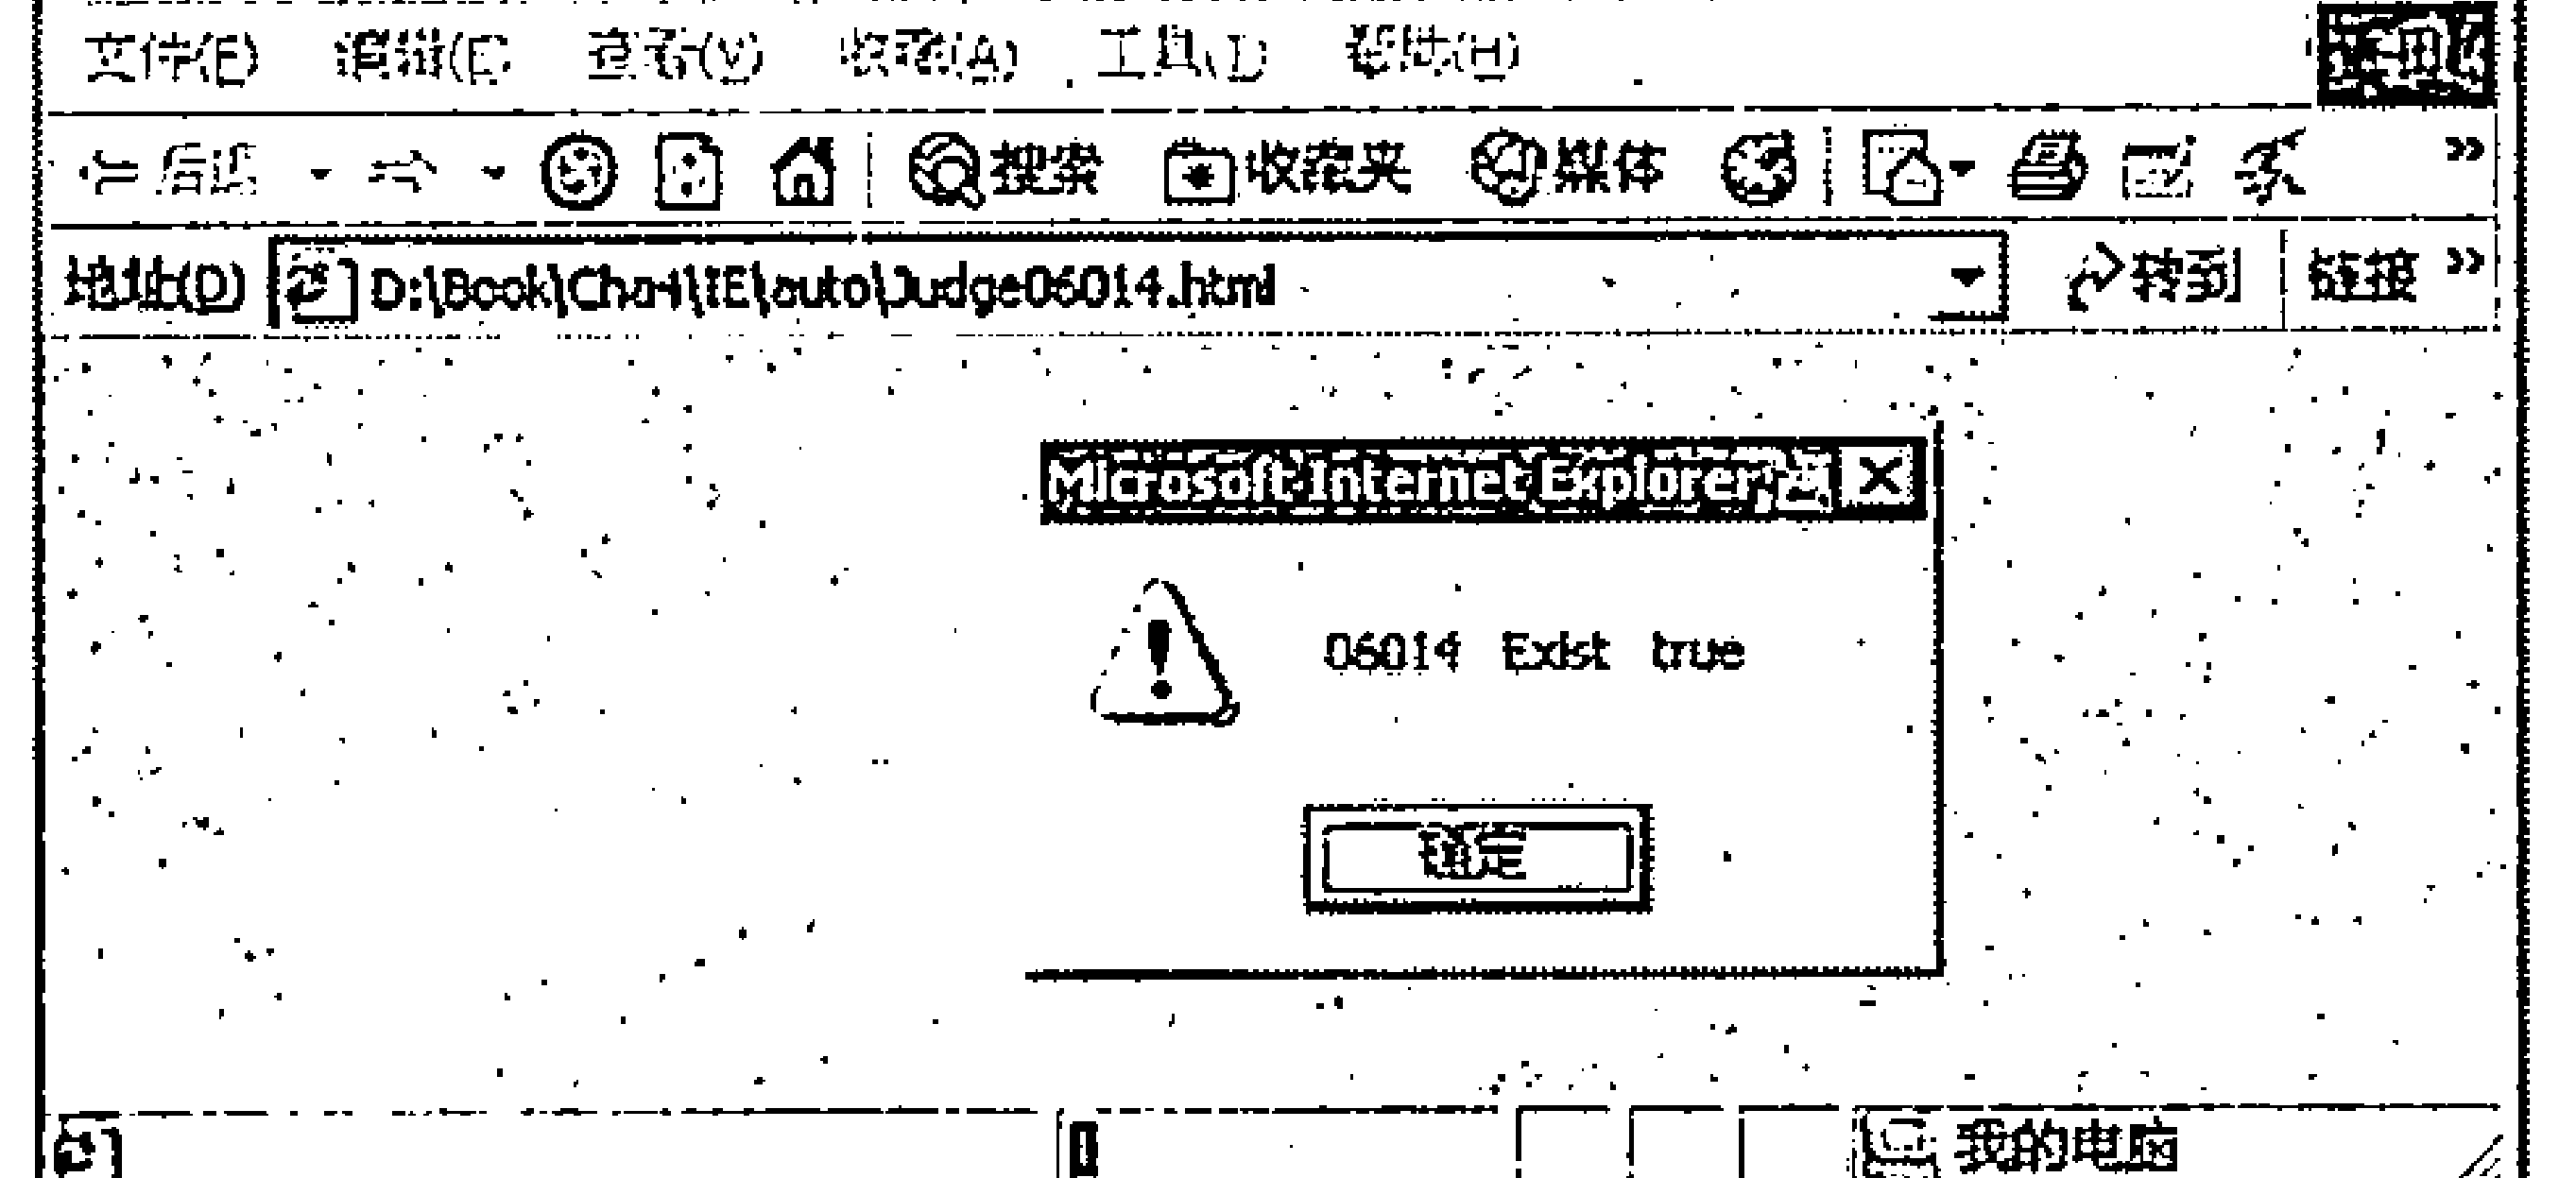 文件(F) 编辑(E) 查看(V) 收藏(A) 工具(T) 帮助(H)
后退 搜索 收藏夹 媒体 »
地址(D) D:\Book\Cha4\IE\auto\Judge06014.html 转到 链接 »
Microsoft Internet Explorer
06014 Exist true
确定
我的电脑